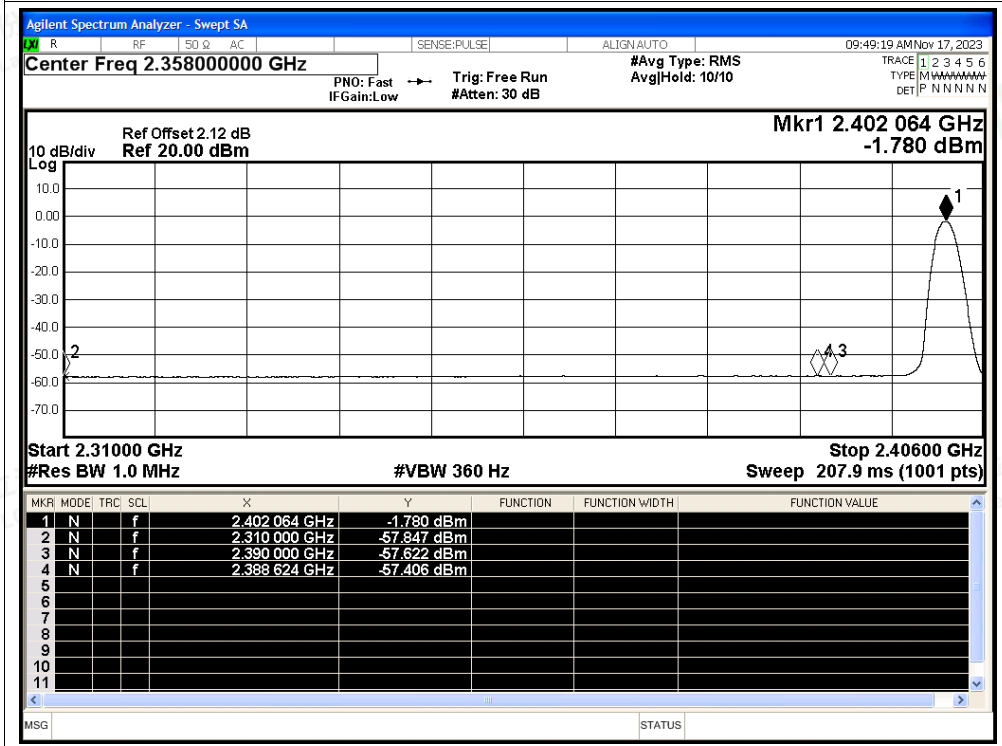 Agilent Spectrum Analyzer - Swept SA
LXI R RF 50 Ω AC SENSE:PULSE ALIGN AUTO 09:49:19 AM Nov 17, 2023
Center Freq 2.358000000 GHz
PNO: Fast Trig: Free Run
IFGain:Low #Atten: 30 dB
#Avg Type: RMS
Avg|Hold: 10/10
TRACE 1 2 3 4 5 6
TYPE M
DET P N N N N N
Ref Offset 2.12 dB
10 dB/div Ref 20.00 dBm
Log
Mkr1 2.402 064 GHz
-1.780 dBm
10.0
0.00
-10.0
-20.0
-30.0
-40.0
-50.0
-60.0
-70.0
1
2
4 3
Start 2.31000 GHz Stop 2.40600 GHz
#Res BW 1.0 MHz #VBW 360 Hz Sweep 207.9 ms (1001 pts)
MKR MODE TRC SCL X Y FUNCTION FUNCTION WIDTH FUNCTION VALUE
1 N f 2.402 064 GHz -1.780 dBm
2 N f 2.310 000 GHz -57.847 dBm
3 N f 2.390 000 GHz -57.622 dBm
4 N f 2.388 624 GHz -57.406 dBm
5
6
7
8
9
10
11
MSG STATUS